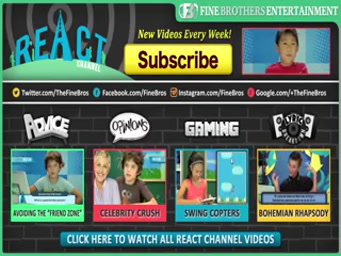 FINE BROTHERS ENTERTAINMENT
REACT
CHANNEL
New Videos Every Week!
Subscribe
Twitter.com/TheFineBros
Facebook.com/FineBros
Instagram.com/FineBros
Google.com/+TheFineBros
ADVICE
OPINIONS
GAMING
LYRIC
AVOIDING THE "FRIEND ZONE"
CELEBRITY CRUSH
SWING COPTERS
BOHEMIAN RHAPSODY
CLICK HERE TO WATCH ALL REACT CHANNEL VIDEOS